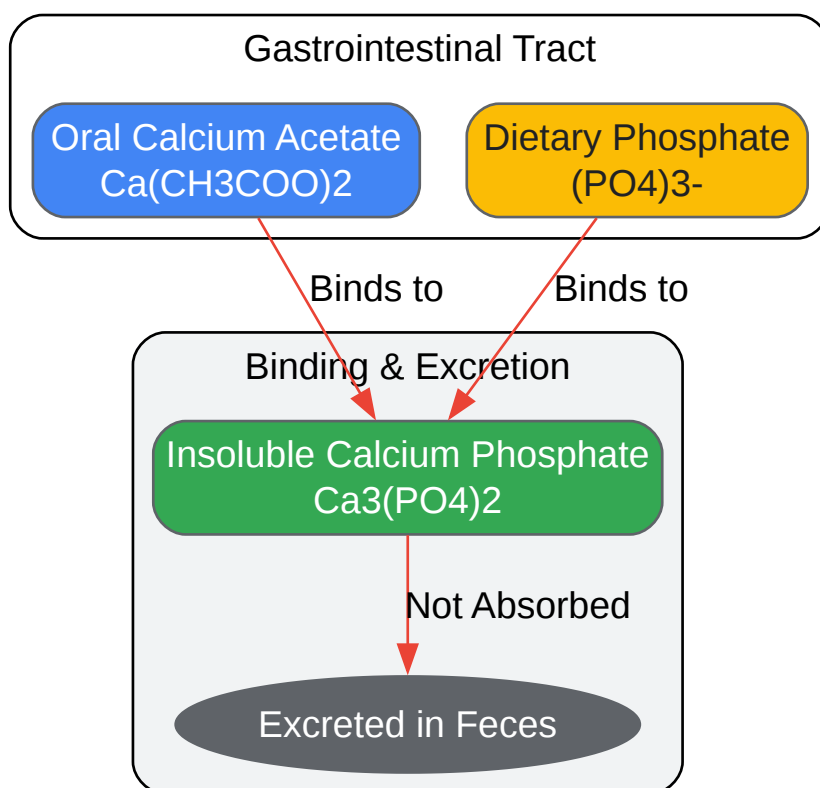 Gastrointestinal Tract
Oral Calcium Acetate
Ca(CH3COO)2
Dietary Phosphate
(PO4)3-
Binds to
Binds to
Binding & Excretion
Insoluble Calcium Phosphate
Ca3(PO4)2
Not Absorbed
Excreted in Feces